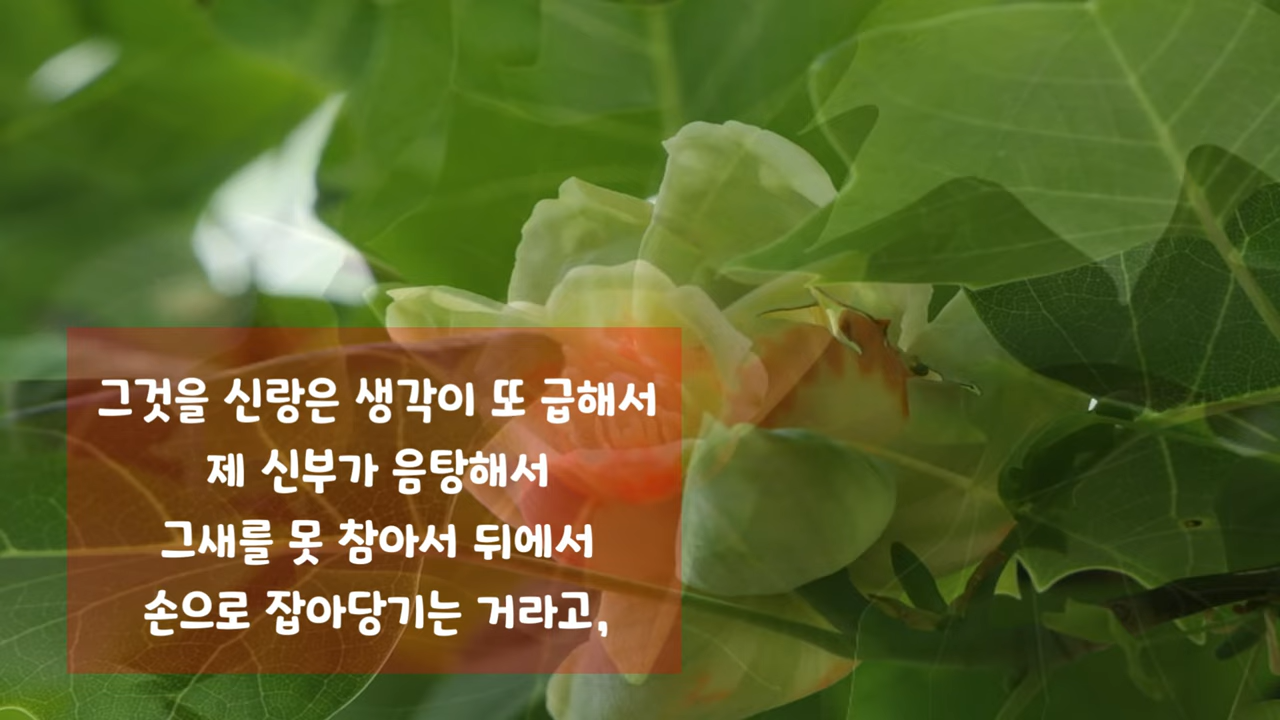 그것을 신랑은 생각이 또 급해서
제 신부가 음탕해서
그새를 못 참아서 뒤에서
손으로 잡아당기는 거라고,